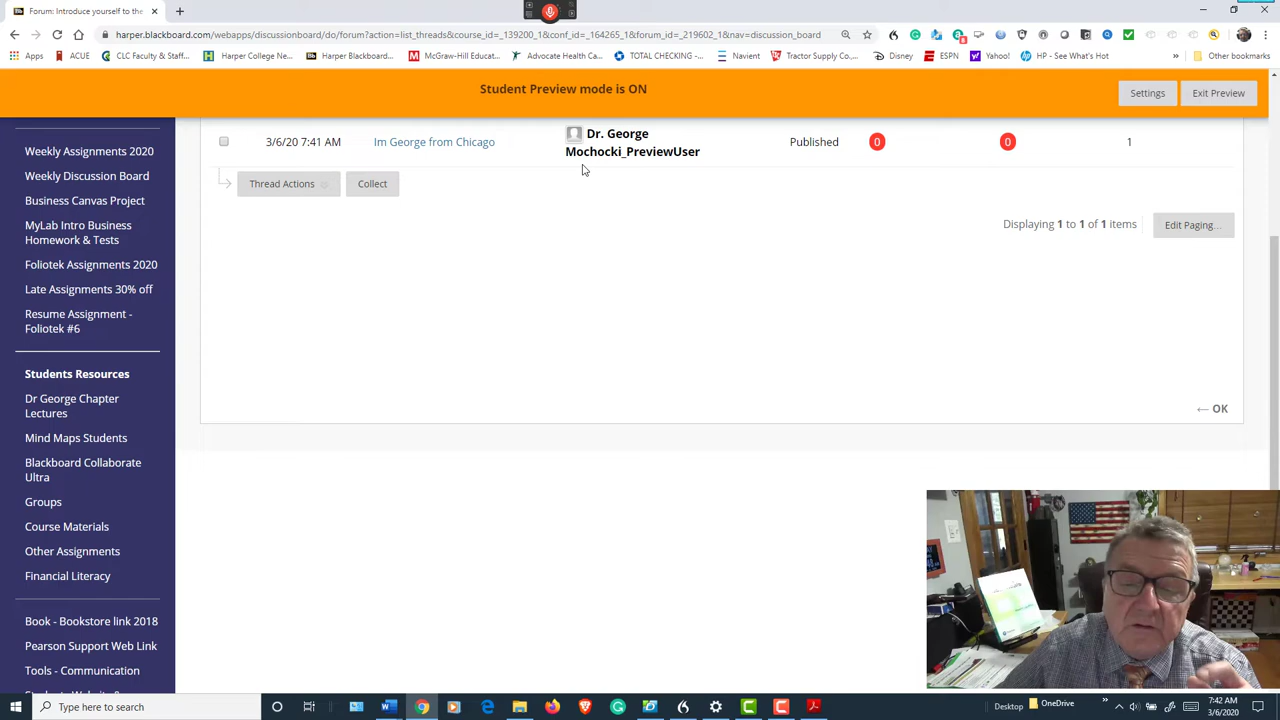 Forum: Introduce yourself to the
harper.blackboard.com/webapps/discussionboard/do/forum?action=list_threads&course_id=_139200_1&conf_id=_164265_1&forum_id=_219602_1&nav=discussion_board
Apps
ACUE
CLC Faculty & Staff...
Harper College Ne...
Harper Blackboard...
McGraw-Hill Educat...
Advocate Health Ca...
TOTAL CHECKING -...
Navient
Tractor Supply Co.,...
Disney
ESPN
Yahoo!
HP - See What's Hot
»
Other bookmarks
Student Preview mode is ON
Settings
Exit Preview
3/6/20 7:41 AM
Im George from Chicago
Dr. George
Mochocki_PreviewUser
Published
0
0
1
Thread Actions
Collect
Displaying 1 to 1 of 1 items
Edit Paging...
← OK
Weekly Assignments 2020
Weekly Discussion Board
Business Canvas Project
MyLab Intro Business
Homework & Tests
Foliotek Assignments 2020
Late Assignments 30% off
Resume Assignment -
Foliotek #6
Students Resources
Dr George Chapter
Lectures
Mind Maps Students
Blackboard Collaborate
Ultra
Groups
Course Materials
Other Assignments
Financial Literacy
Book - Bookstore link 2018
Pearson Support Web Link
Tools - Communication
Type here to search
Desktop
OneDrive
»
7:42 AM
3/6/2020